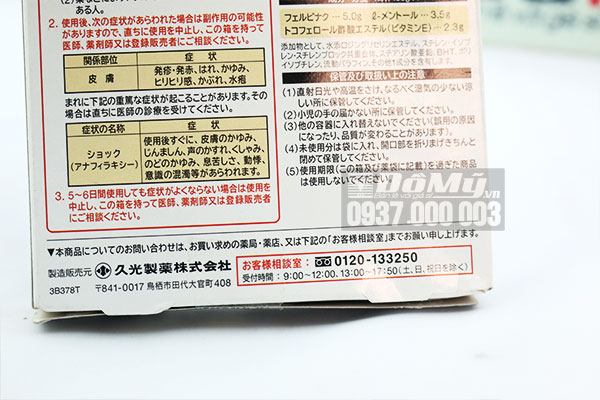 ある人。
2. 使用後、次の症状があらわれた場合は副作用の可能性
がありますので、直ちに使用を中止し、この箱を持って
医師、薬剤師又は登録販売者にご相談ください。
関係部位 症状
皮膚 発疹・発赤、はれ、かゆみ、
ヒリヒリ感、かぶれ、水疱
まれに下記の重篤な症状が起こることがあります。その
場合は直ちに医師の診療を受けてください。
症状の名称 症状
ショック
(アナフィラキシー)
使用後すぐに、皮膚のかゆみ、
じんましん、声のかすれ、くしゃみ、
のどのかゆみ、息苦しさ、動悸、
意識の混濁等があらわれます。
3. 5〜6日間使用しても症状がよくならない場合は使用を
中止し、この箱を持って医師、薬剤師又は登録販売者
にご相談ください。
フェルビナク…5.0g ℓ-メントール…3.5g
トコフェロール酢酸エステル(ビタミンE)…2.3g
保管及び取扱い上の注意
(1)直射日光や高温をさけ、なるべく湿気の少ない涼
しい所に保管してください。
(2)小児の手の届かない所に保管してください。
(3)他の容器に入れ替えないでください(誤用の原因
になったり、品質が変わることがあります)。
(4)未使用分は袋に入れ、開口部を折りまげきちんと
閉めて保管してください。
(5)使用期限(この箱及び薬袋に記載)を過ぎた商品
は使用しないでください。
DoMỹ.vn
0937.000.003
▼本商品についてのお問い合わせは、お買い求めの薬局・薬店、又は下記の「お客様相談室」までお願い申し上げます。
製造販売元 久光製薬株式会社
3B378T 〒841-0017 鳥栖市田代大官町408
お客様相談室: 0120-133250
受付時間:9:00〜12:00、13:00〜17:50(土、日、祝日を除く)